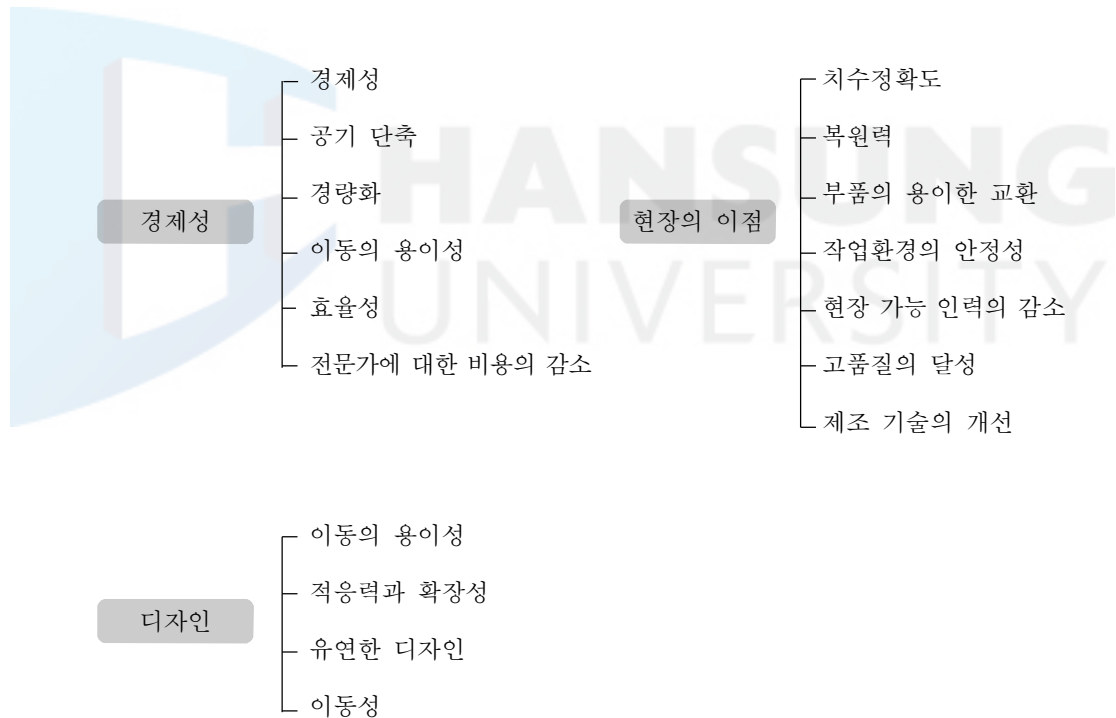 HANSUNG
UNIVERSITY
경제성
경제성
공기 단축
경량화
이동의 용이성
효율성
전문가에 대한 비용의 감소
현장의 이점
치수정확도
복원력
부품의 용이한 교환
작업환경의 안정성
현장 가능 인력의 감소
고품질의 달성
제조 기술의 개선
디자인
이동의 용이성
적응력과 확장성
유연한 디자인
이동성